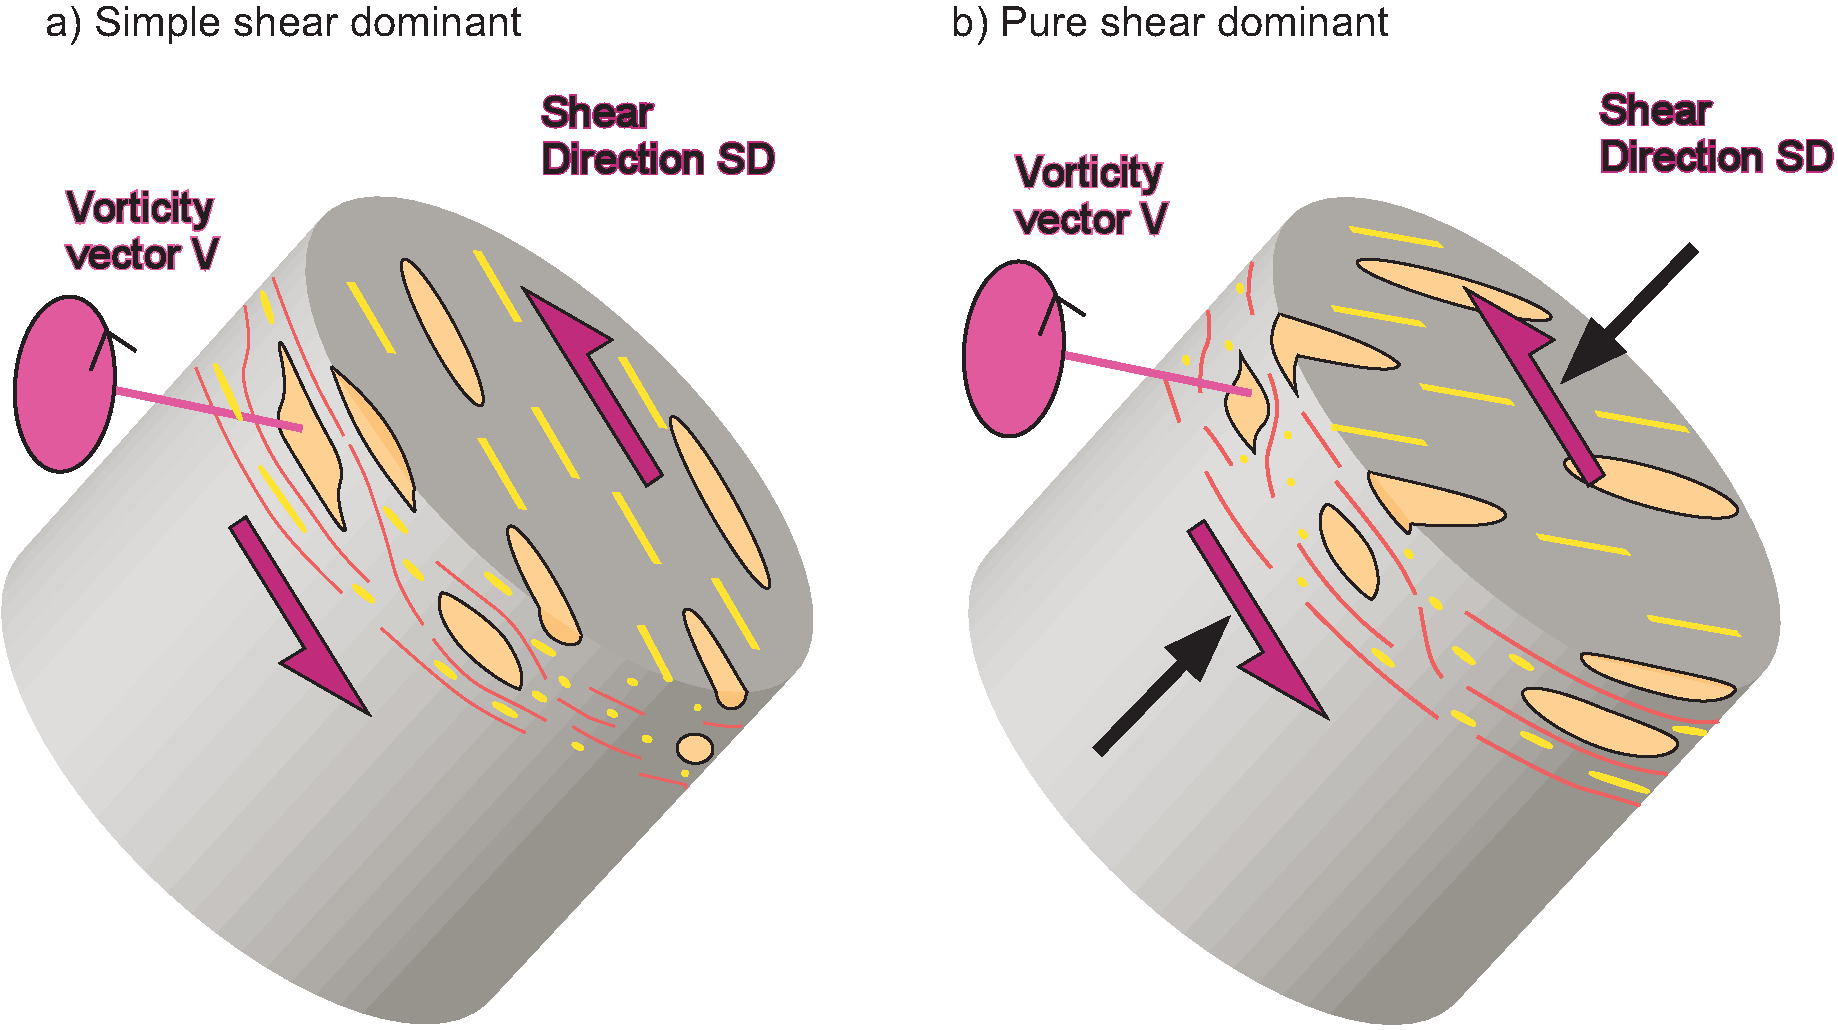 a) Simple shear dominant
Shear
Direction SD
Vorticity
vector V
b) Pure shear dominant
Shear
Direction SD
Vorticity
vector V